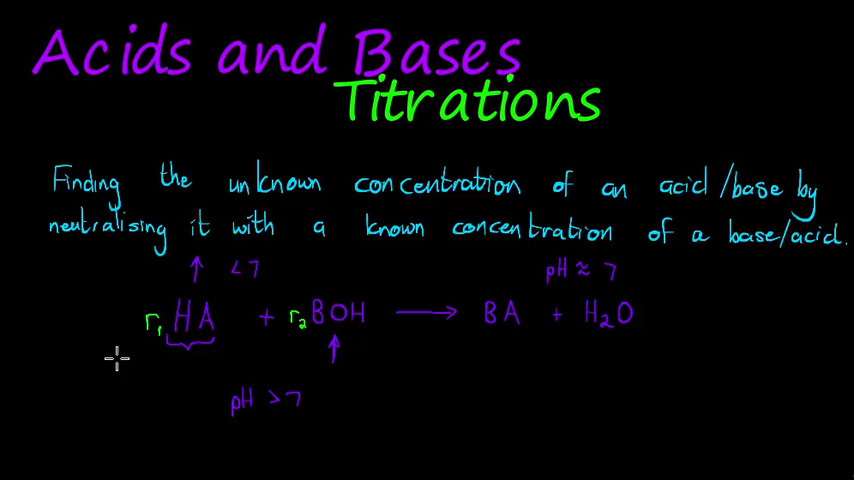 Acids and Bases
Titrations
Finding the unknown concentration of an acid/base by
neutralising it with a known concentration of a base/acid.
<7 pH ≈ 7
r₁ HA + r₂ BOH → BA + H₂O
pH > 7